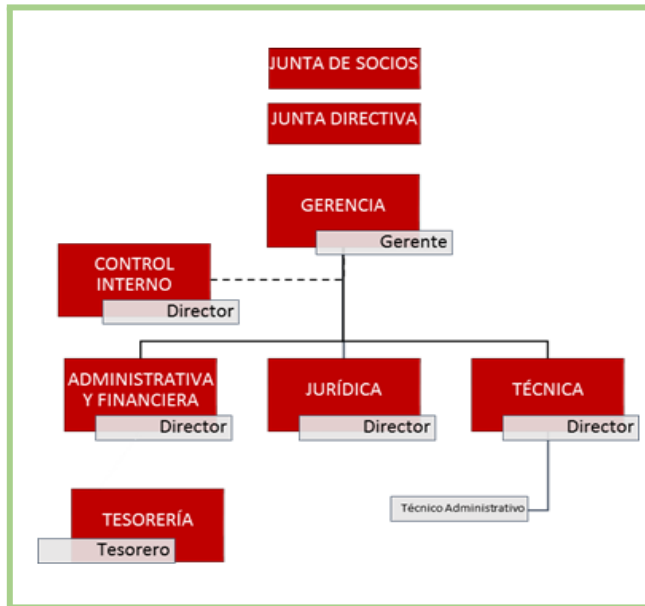 JUNTA DE SOCIOS
JUNTA DIRECTIVA
GERENCIA
Gerente
CONTROL
INTERNO
Director
ADMINISTRATIVA
Y FINANCIERA
Director
JURÍDICA
Director
TÉCNICA
Director
Técnico Administrativo
TESORERÍA
Tesorero